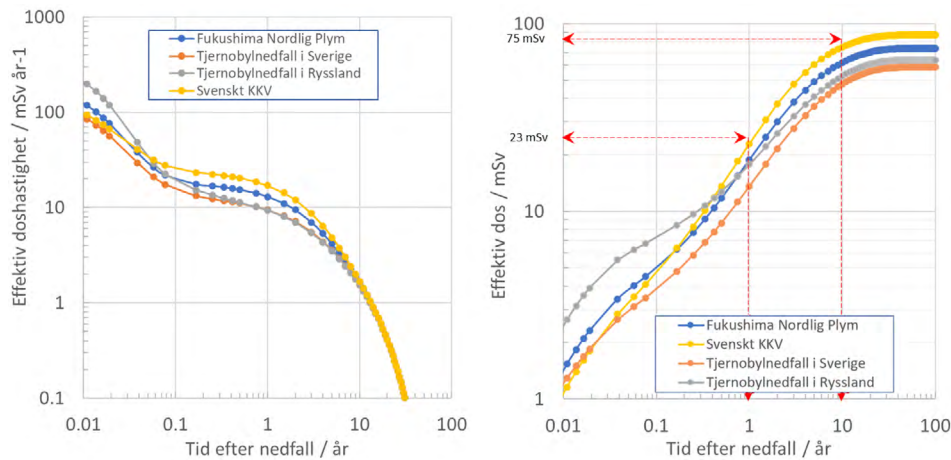 1000
100
10
1
0.1
Effektiv doshastighet / mSv år-1
Fukushima Nordlig Plym
Tjernobylnedfall i Sverige
Tjernobylnedfall i Ryssland
Svenskt KKV
0.01
0.1
1
10
100
Tid efter nedfall / år
100
10
1
Effektiv dos / mSv
75 mSv
23 mSv
Fukushima Nordlig Plym
Svenskt KKV
Tjernobylnedfall i Sverige
Tjernobylnedfall i Ryssland
0.01
0.1
1
10
100
Tid efter nedfall / år